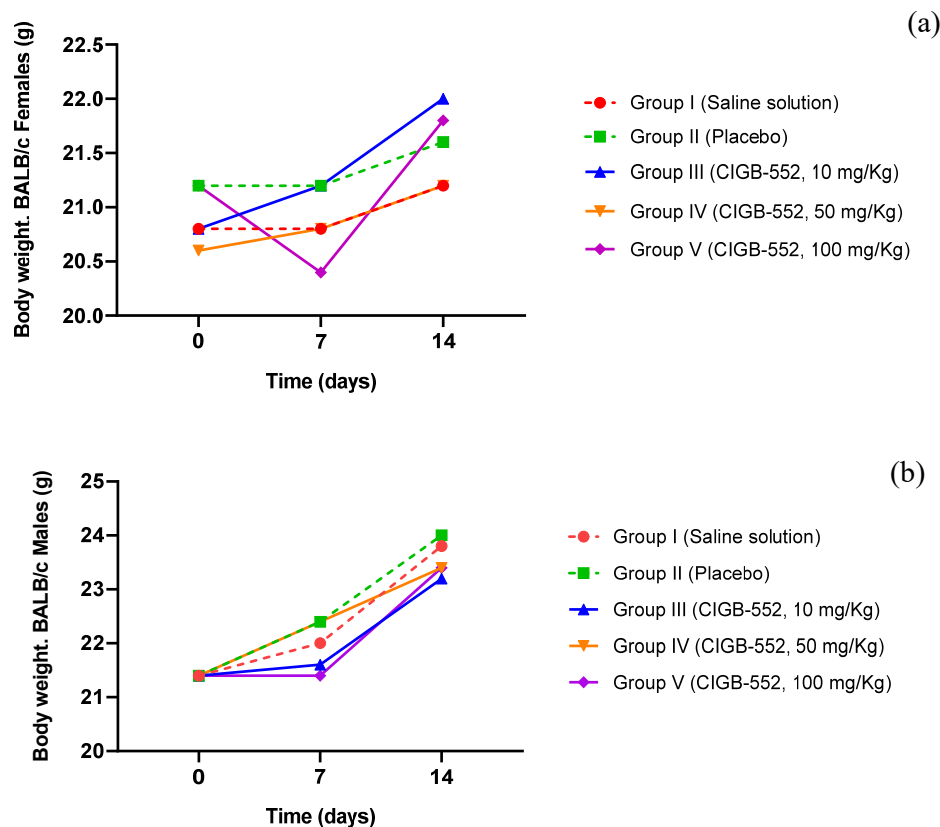 (a)
Body weight. BALB/c Females (g)
22.5
22.0
21.5
21.0
20.5
20.0
0 7 14
Time (days)
Group I (Saline solution)
Group II (Placebo)
Group III (CIGB-552, 10 mg/Kg)
Group IV (CIGB-552, 50 mg/Kg)
Group V (CIGB-552, 100 mg/Kg)
(b)
Body weight. BALB/c Males (g)
25
24
23
22
21
20
0 7 14
Time (days)
Group I (Saline solution)
Group II (Placebo)
Group III (CIGB-552, 10 mg/Kg)
Group IV (CIGB-552, 50 mg/Kg)
Group V (CIGB-552, 100 mg/Kg)